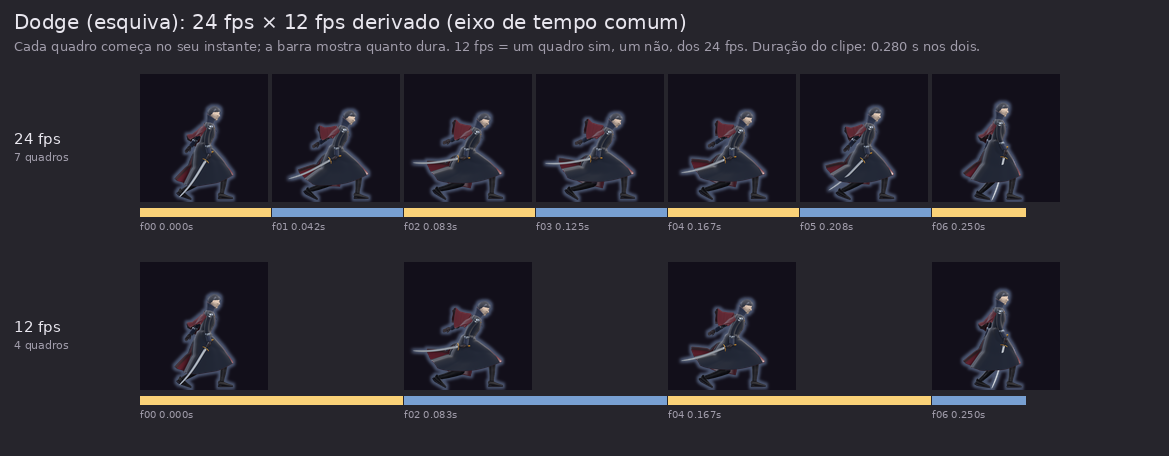 Dodge (esquiva): 24 fps × 12 fps derivado (eixo de tempo comum)
Cada quadro começa no seu instante; a barra mostra quanto dura. 12 fps = um quadro sim, um não, dos 24 fps. Duração do clipe: 0.280 s nos dois.
24 fps
7 quadros
f00 0.000s f01 0.042s f02 0.083s f03 0.125s f04 0.167s f05 0.208s f06 0.250s
12 fps
4 quadros
f00 0.000s f02 0.083s f04 0.167s f06 0.250s